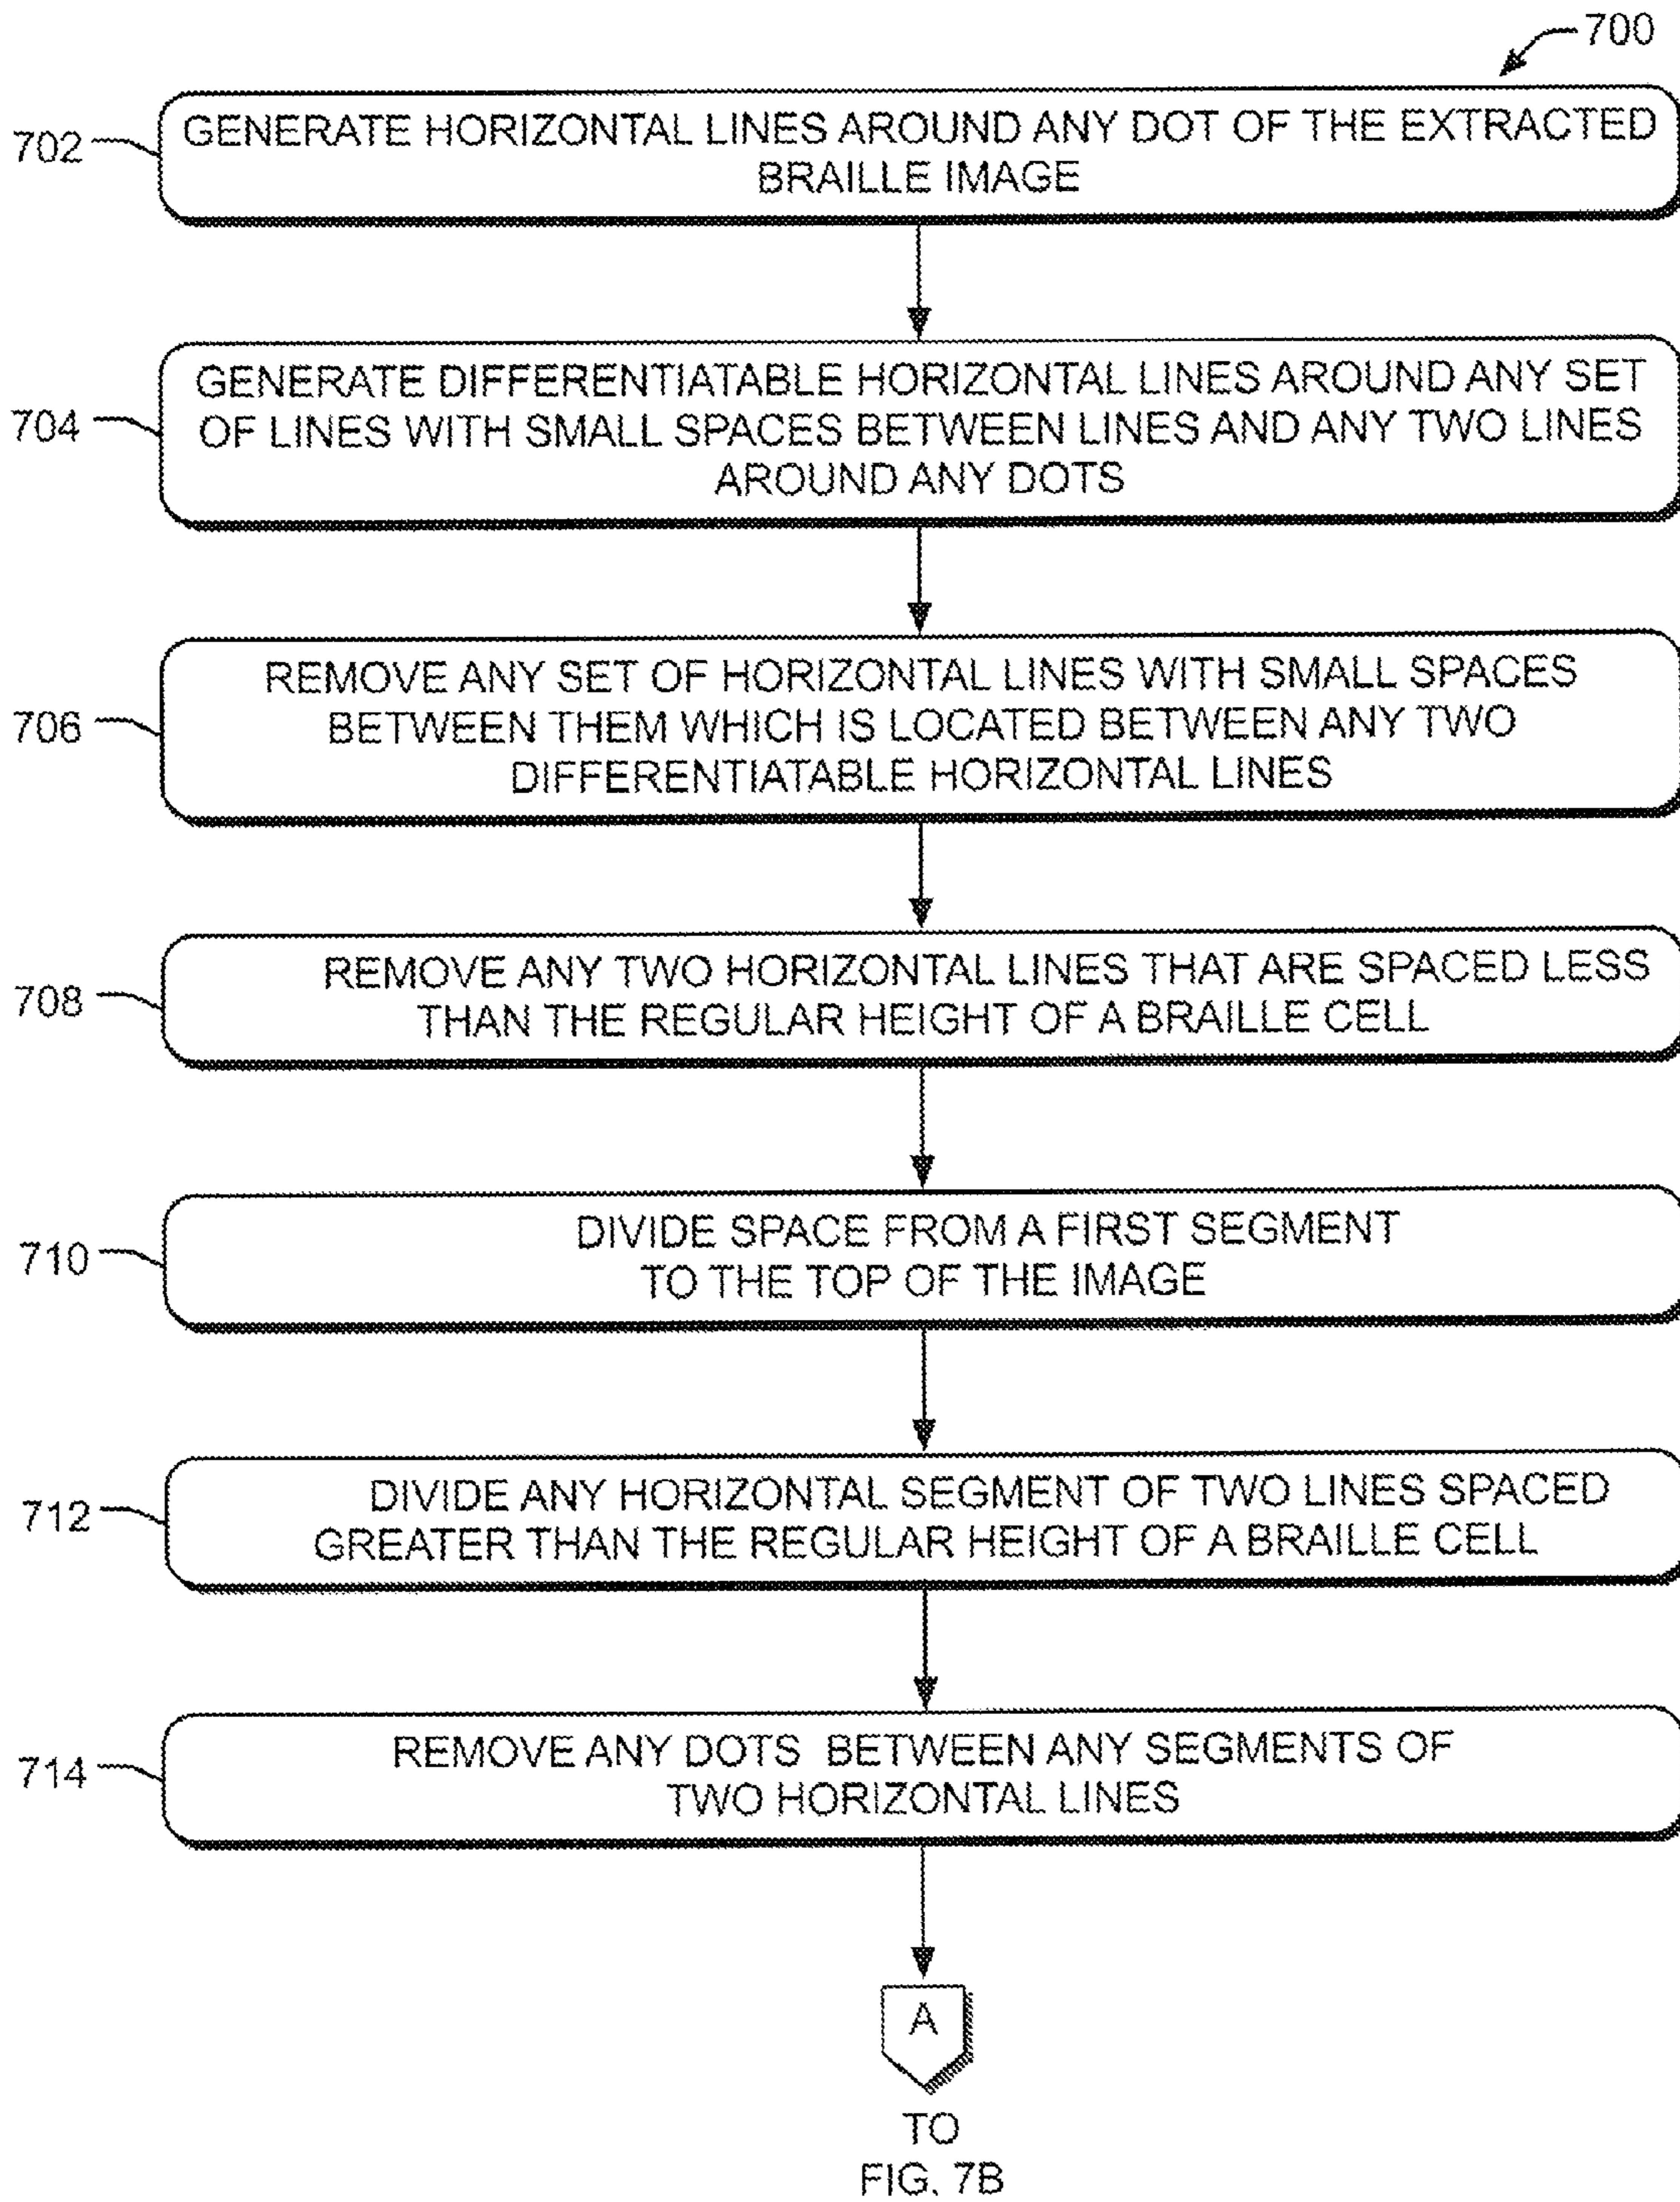 700
702
GENERATE HORIZONTAL LINES AROUND ANY DOT OF THE EXTRACTED
BRAILLE IMAGE
704
GENERATE DIFFERENTIATABLE HORIZONTAL LINES AROUND ANY SET
OF LINES WITH SMALL SPACES BETWEEN LINES AND ANY TWO LINES
AROUND ANY DOTS
706
REMOVE ANY SET OF HORIZONTAL LINES WITH SMALL SPACES
BETWEEN THEM WHICH IS LOCATED BETWEEN ANY TWO
DIFFERENTIATABLE HORIZONTAL LINES
708
REMOVE ANY TWO HORIZONTAL LINES THAT ARE SPACED LESS
THAN THE REGULAR HEIGHT OF A BRAILLE CELL
710
DIVIDE SPACE FROM A FIRST SEGMENT
TO THE TOP OF THE IMAGE
712
DIVIDE ANY HORIZONTAL SEGMENT OF TWO LINES SPACED
GREATER THAN THE REGULAR HEIGHT OF A BRAILLE CELL
714
REMOVE ANY DOTS BETWEEN ANY SEGMENTS OF
TWO HORIZONTAL LINES
A
TO
FIG. 7B